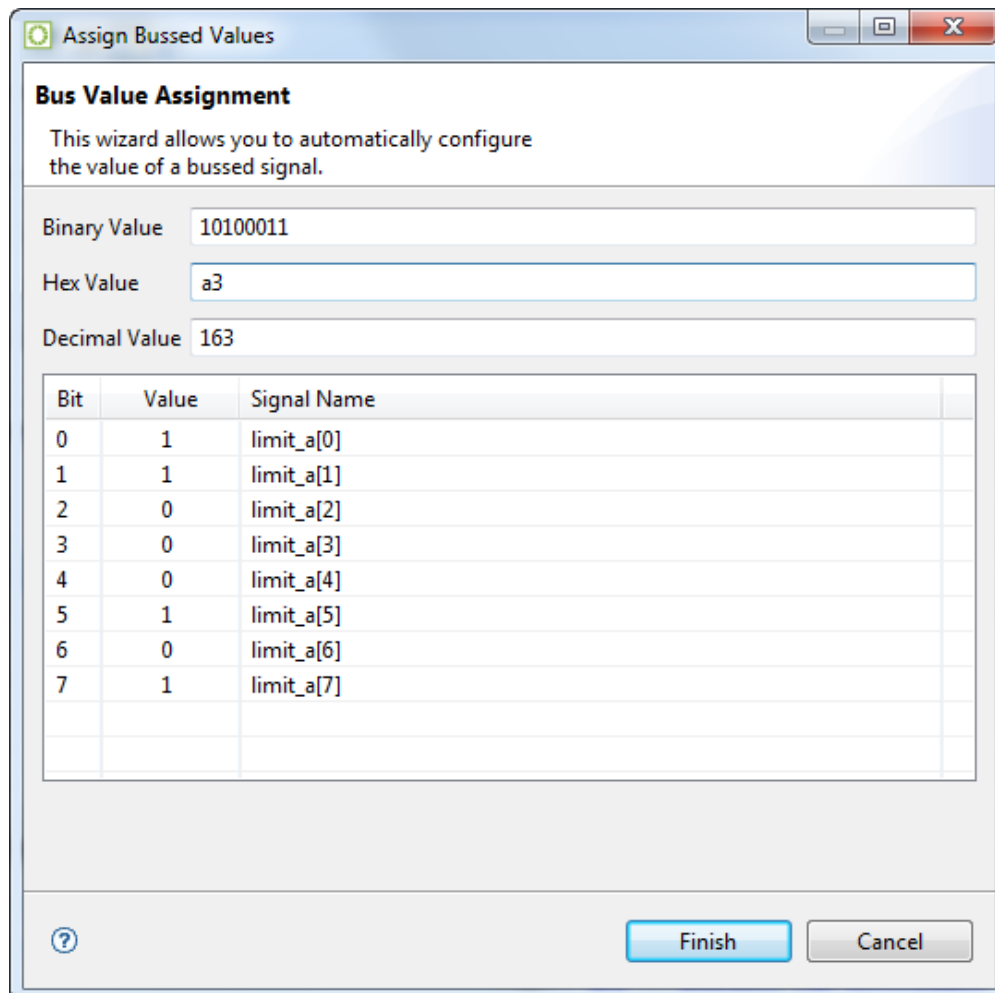 Assign Bussed Values
Bus Value Assignment
This wizard allows you to automatically configure
the value of a bussed signal.
Binary Value 10100011
Hex Value a3
Decimal Value 163
Bit Value Signal Name
0 1 limit_a[0]
1 1 limit_a[1]
2 0 limit_a[2]
3 0 limit_a[3]
4 0 limit_a[4]
5 1 limit_a[5]
6 0 limit_a[6]
7 1 limit_a[7]
? Finish Cancel